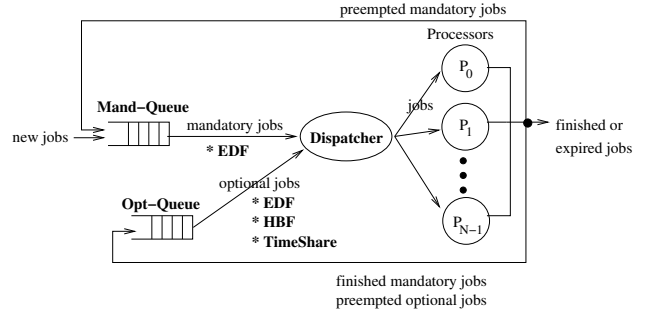 preempted mandatory jobs
Processors
P0
Mand−Queue
new jobs
mandatory jobs
* EDF
Dispatcher
jobs
P1
finished or
expired jobs
optional jobs
* EDF
* HBF
* TimeShare
Opt−Queue
PN−1
finished mandatory jobs
preempted optional jobs